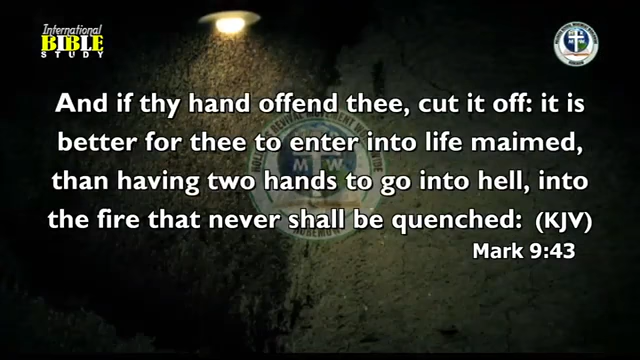 International
BIBLE
STUDY
And if thy hand offend thee, cut it off: it is
better for thee to enter into life maimed,
than having two hands to go into hell, into
the fire that never shall be quenched: (KJV)
Mark 9:43
M W